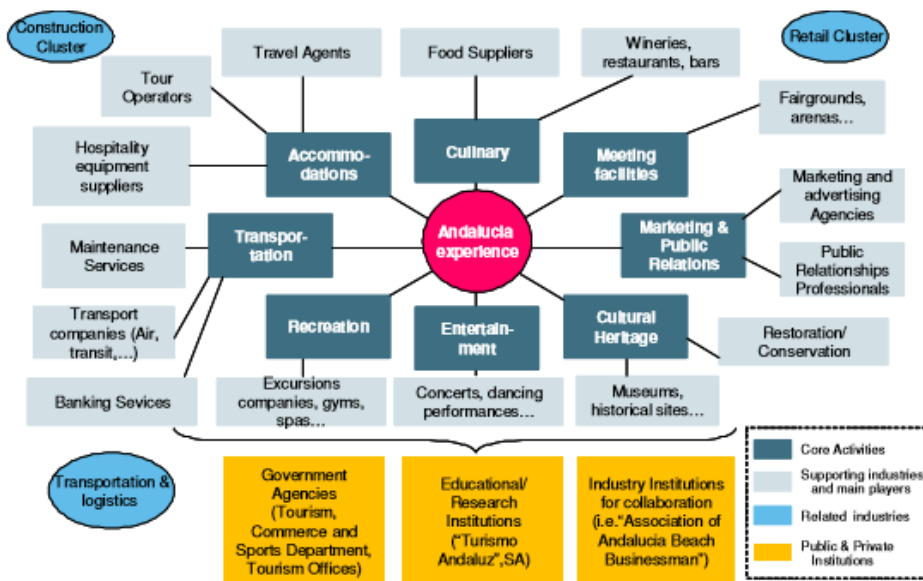 Construction
Cluster
Travel Agents
Food Suppliers
Wineries,
restaurants, bars
Retail Cluster
Tour
Operators
Fairgrounds,
arenas...
Hospitality
equipment
suppliers
Accommo-
dations
Culinary
Meeting
facilities
Marketing and
advertising
Agencies
Maintenance
Services
Transpor-
tation
Andalucia
experience
Marketing &
Public
Relations
Public
Relationships
Professionals
Transport
companies (Air,
transit,...)
Recreation
Entertain-
ment
Cultural
Heritage
Restoration/
Conservation
Banking Sevices
Excursions
companies, gyms,
spas...
Concerts, dancing
performances...
Museums,
historical sites...
Transportation &
logistics
Government
Agencies
(Tourism,
Commerce and
Sports Department,
Tourism Offices)
Educational/
Research
Institutions
("Turismo
Andaluz",SA)
Industry Institutions
for collaboration
(i.e."Association of
Andalucia Beach
Businessman")
Core Activities
Supporting industries
and main players
Related industries
Public & Private
Institutions